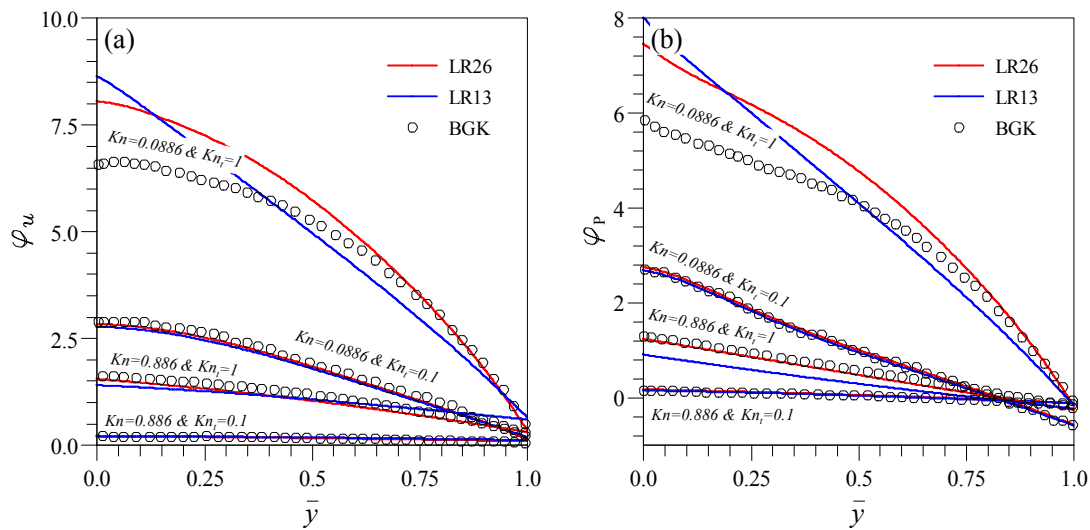 (a)
φu
10.0
7.5
5.0
2.5
0.0
LR26
LR13
BGK
Kn=0.0886 & Knt=1
Kn=0.0886 & Knt=0.1
Kn=0.886 & Knt=1
Kn=0.886 & Knt=0.1
0.0 0.25 0.5 0.75 1.0
ȳ
(b)
φP
8
6
4
2
0
LR26
LR13
BGK
Kn=0.0886 & Knt=1
Kn=0.0886 & Knt=0.1
Kn=0.886 & Knt=1
Kn=0.886 & Knt=0.1
0.0 0.25 0.5 0.75 1.0
ȳ